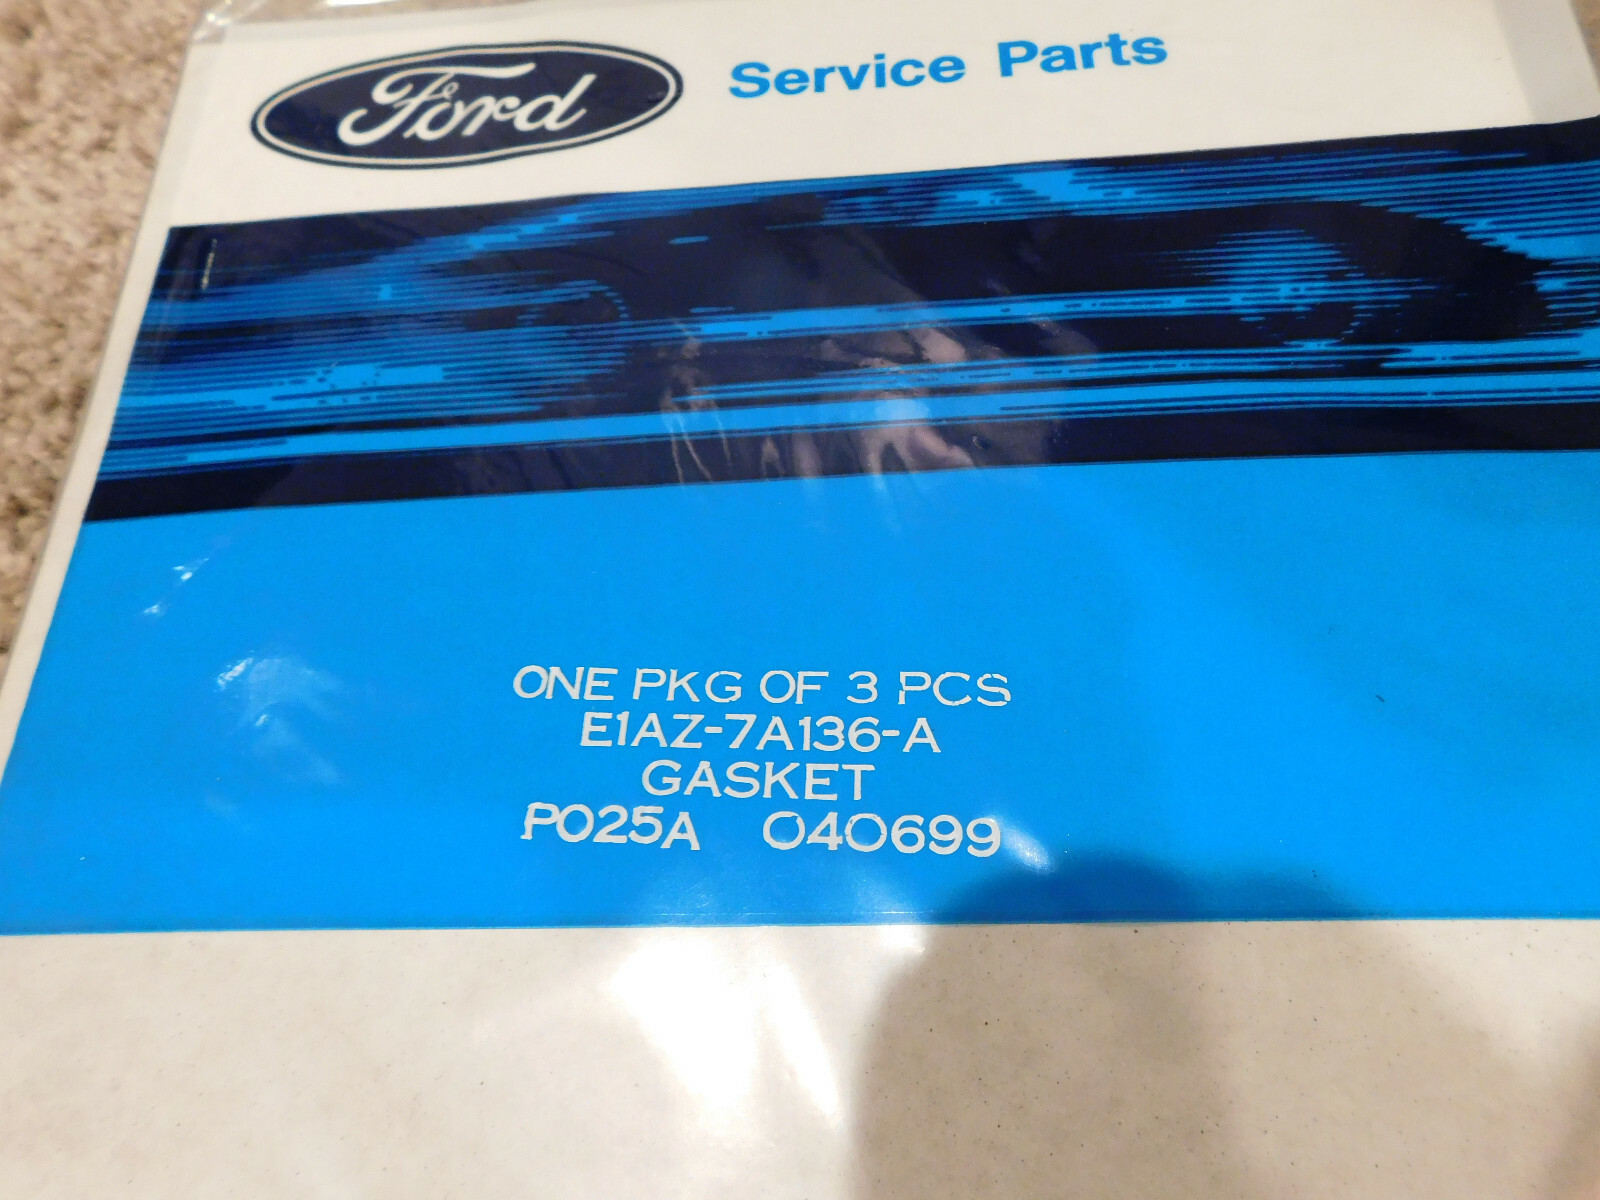 Ford Service Parts
ONE PKG OF 3 PCS
E1AZ-7A136-A
GASKET
P025A 040699